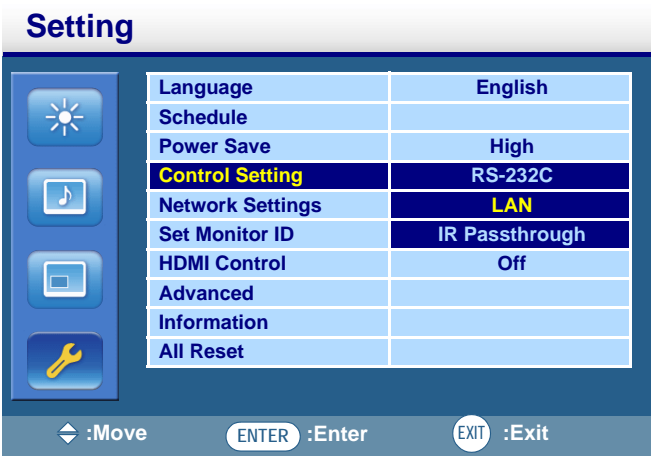 Setting
Language English
Schedule
Power Save High
Control Setting RS-232C
Network Settings LAN
Set Monitor ID IR Passthrough
HDMI Control Off
Advanced
Information
All Reset
:Move ENTER :Enter EXIT :Exit